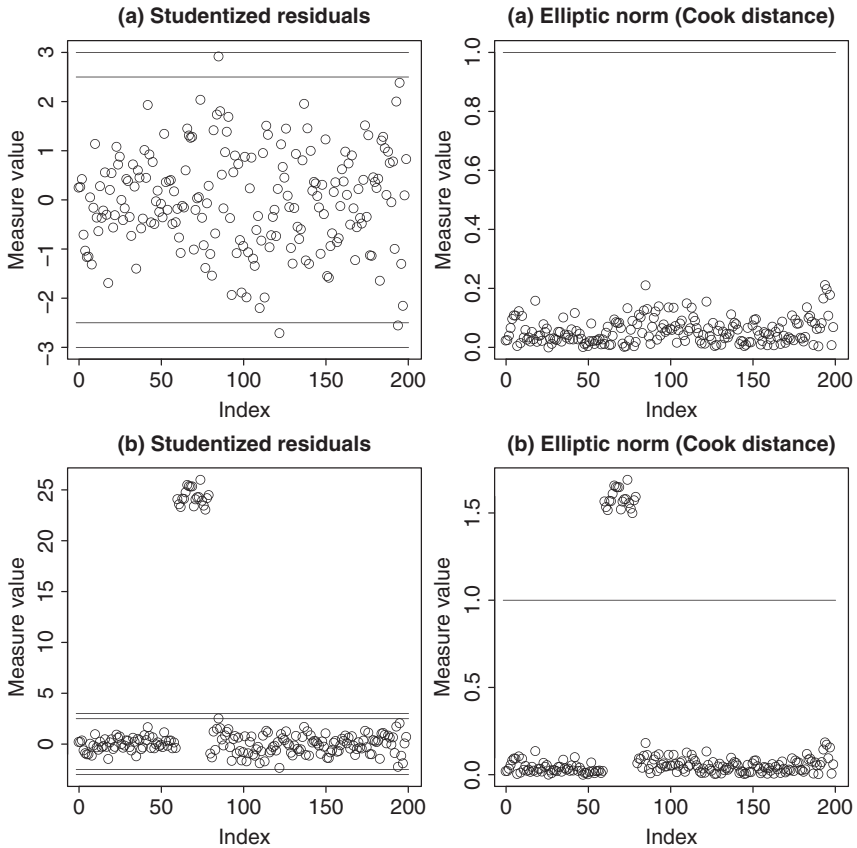 (a) Studentized residuals
Measure value
3
2
1
0
−1
−2
−3
0 50 100 150 200
Index
(a) Elliptic norm (Cook distance)
Measure value
1.0
0.8
0.6
0.4
0.2
0.0
0 50 100 150 200
Index
(b) Studentized residuals
Measure value
25
20
15
10
5
0
0 50 100 150 200
Index
(b) Elliptic norm (Cook distance)
Measure value
1.5
1.0
0.5
0.0
0 50 100 150 200
Index